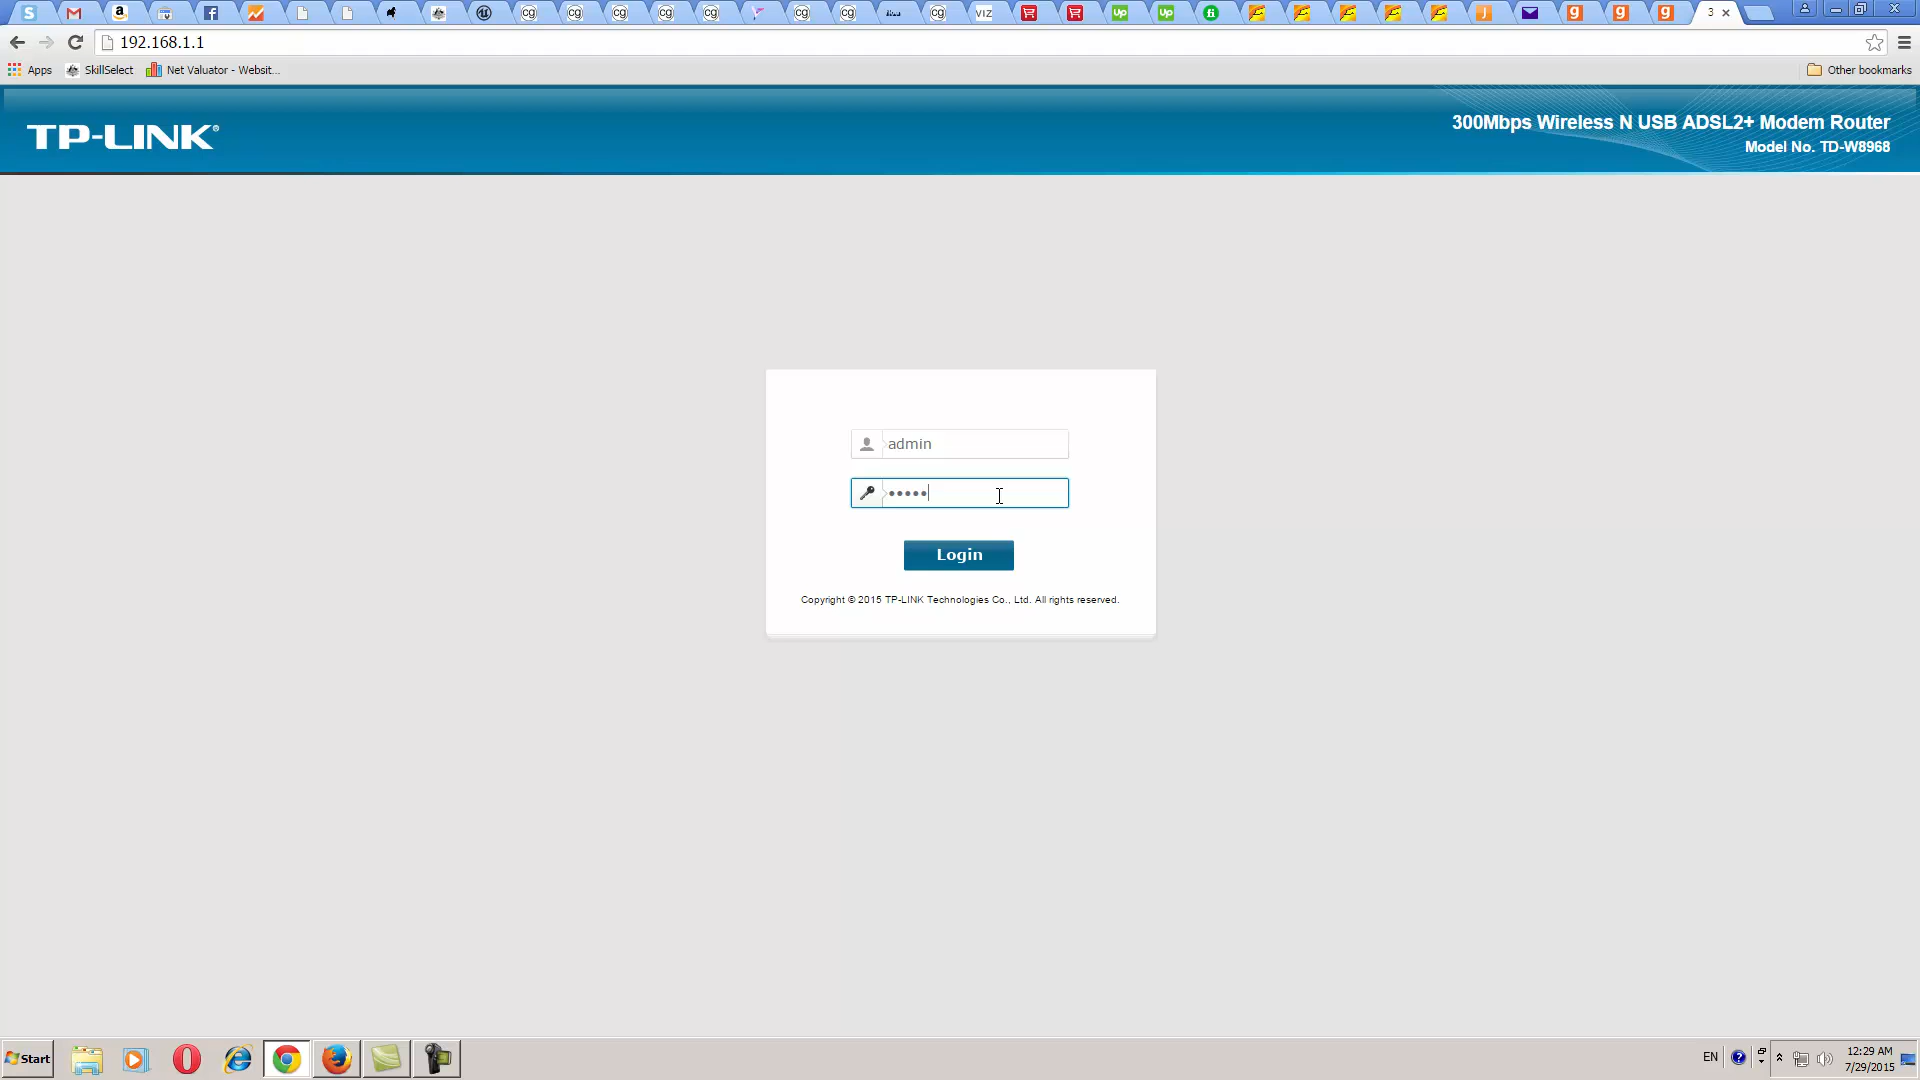 3
192.168.1.1
Apps SkillSelect Net Valuator - Websit... Other bookmarks
TP-LINK®
300Mbps Wireless N USB ADSL2+ Modem Router
Model No. TD-W8968
admin
•••••
Login
Copyright © 2015 TP-LINK Technologies Co., Ltd. All rights reserved.
Start
EN
12:29 AM
7/29/2015